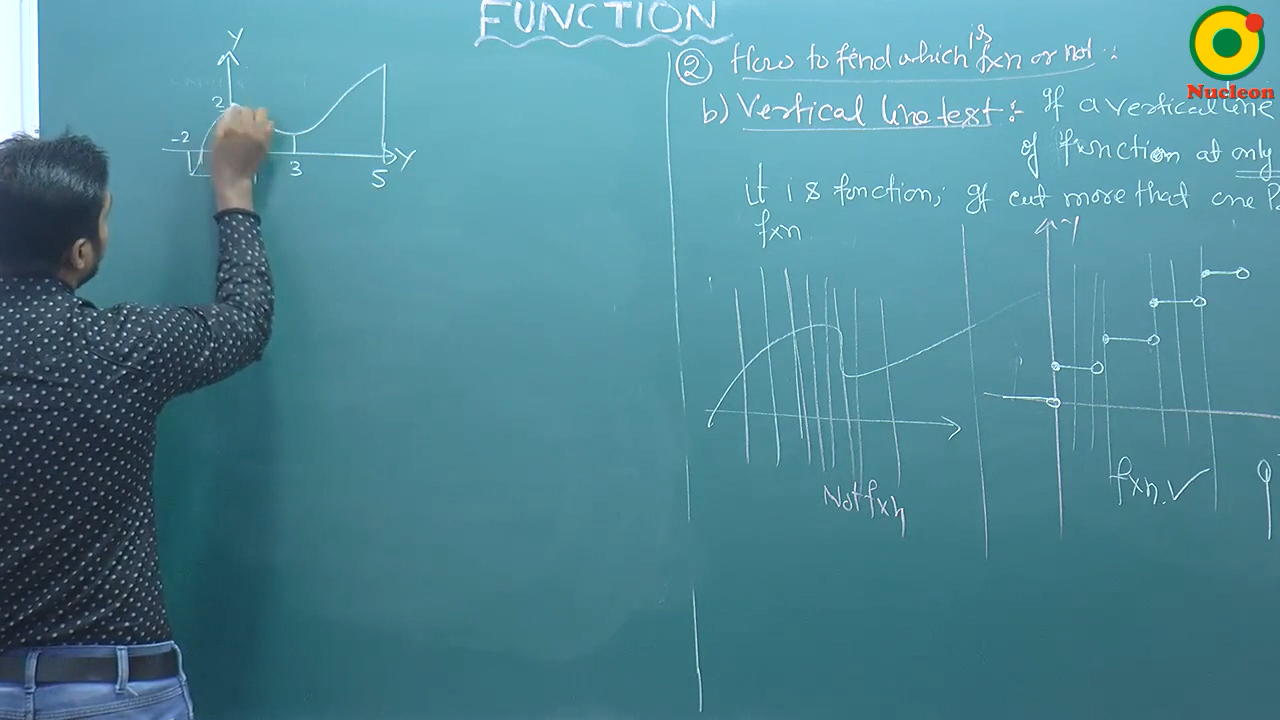 FUNCTION
② How to find which is fxn or not :
b) Vertical line text :- If a vertical line
of function at only
it is function; If cut more that one P
fxn
Y
2
-2
3
5
Y
Y
Not fxn
fxn ✓
Nucleon